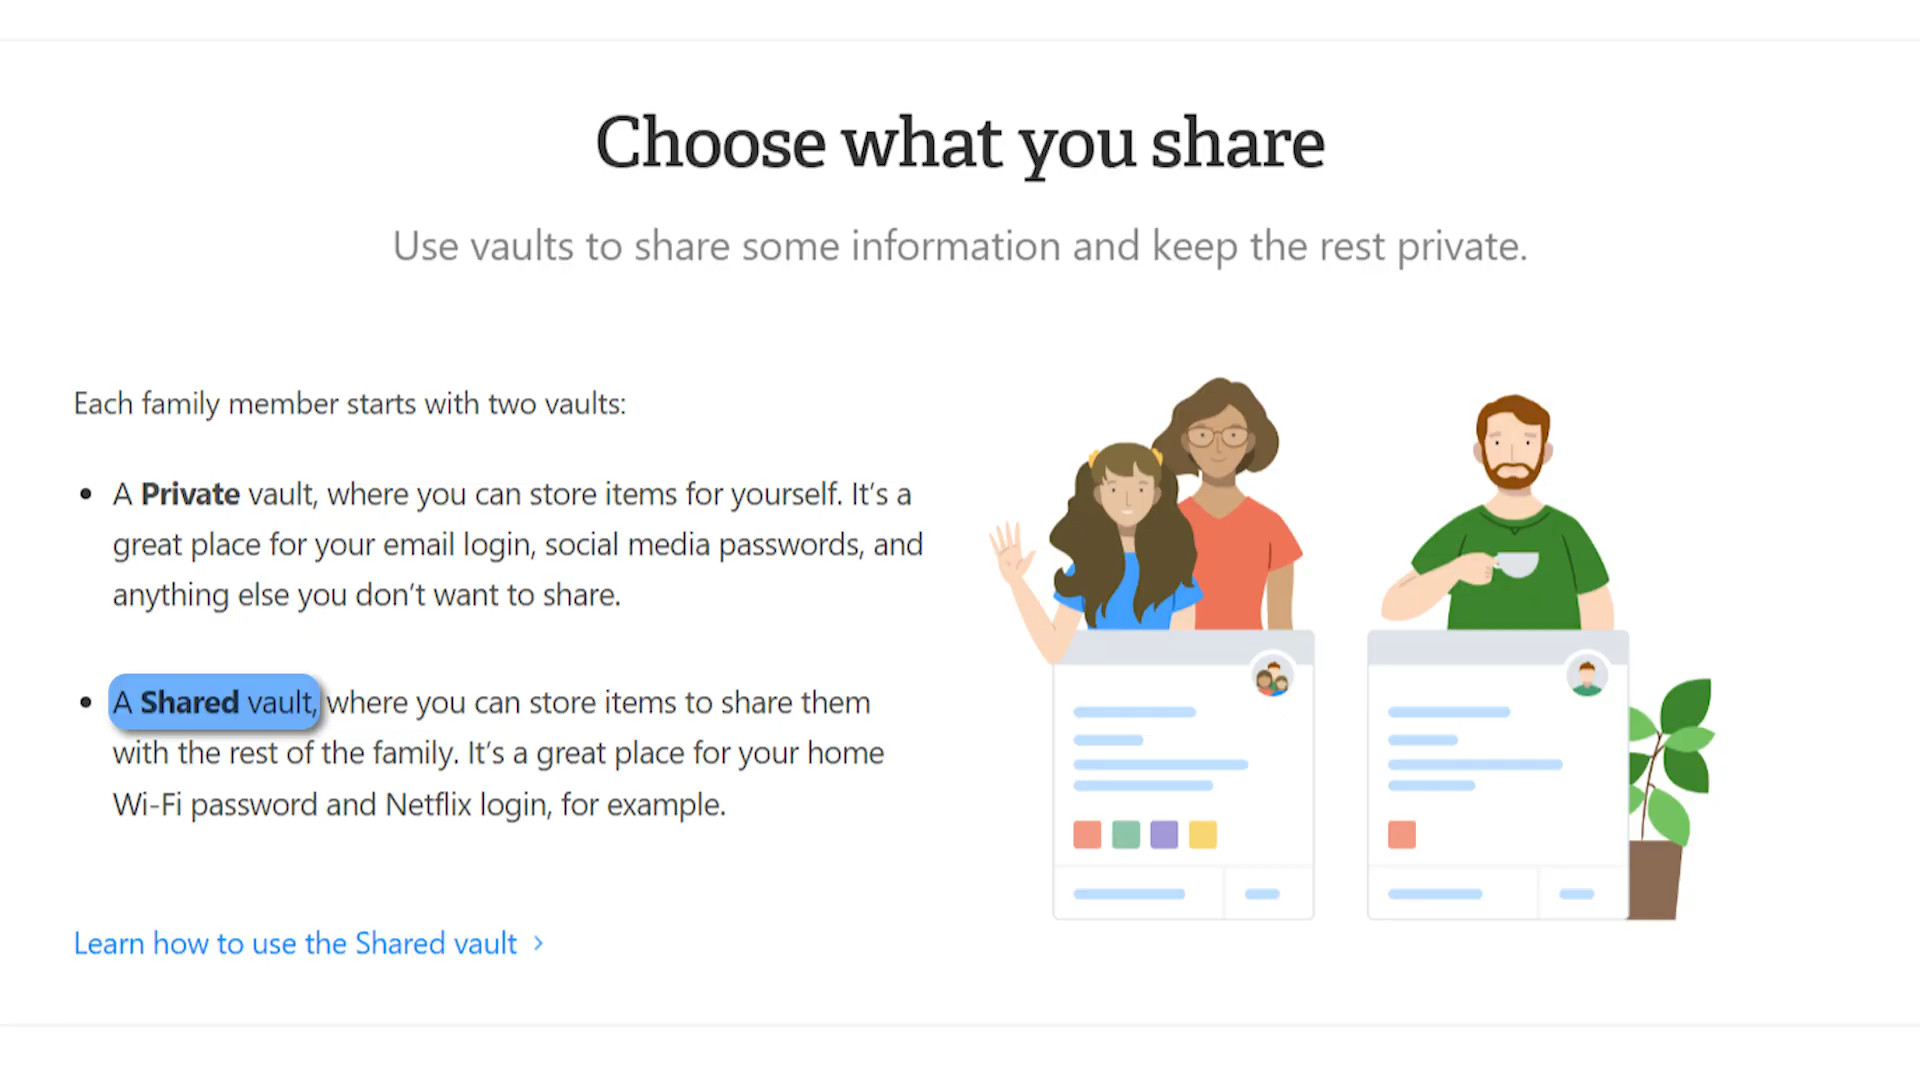 Choose what you share
Use vaults to share some information and keep the rest private.
Each family member starts with two vaults:
• A Private vault, where you can store items for yourself. It’s a
great place for your email login, social media passwords, and
anything else you don’t want to share.
• A Shared vault, where you can store items to share them
with the rest of the family. It’s a great place for your home
Wi-Fi password and Netflix login, for example.
Learn how to use the Shared vault ›